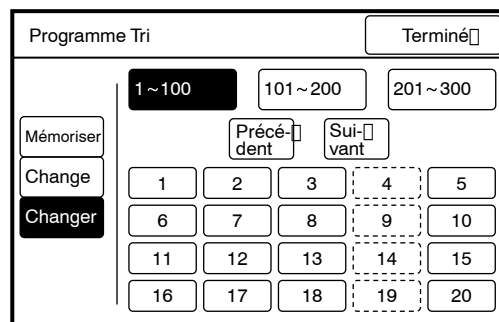 Programme Tri
Terminé
1~100 101~200 201~300
Précé-
dent
Sui-
vant
Mémoriser
Change
Changer
1 2 3 4 5
6 7 8 9 10
11 12 13 14 15
16 17 18 19 20